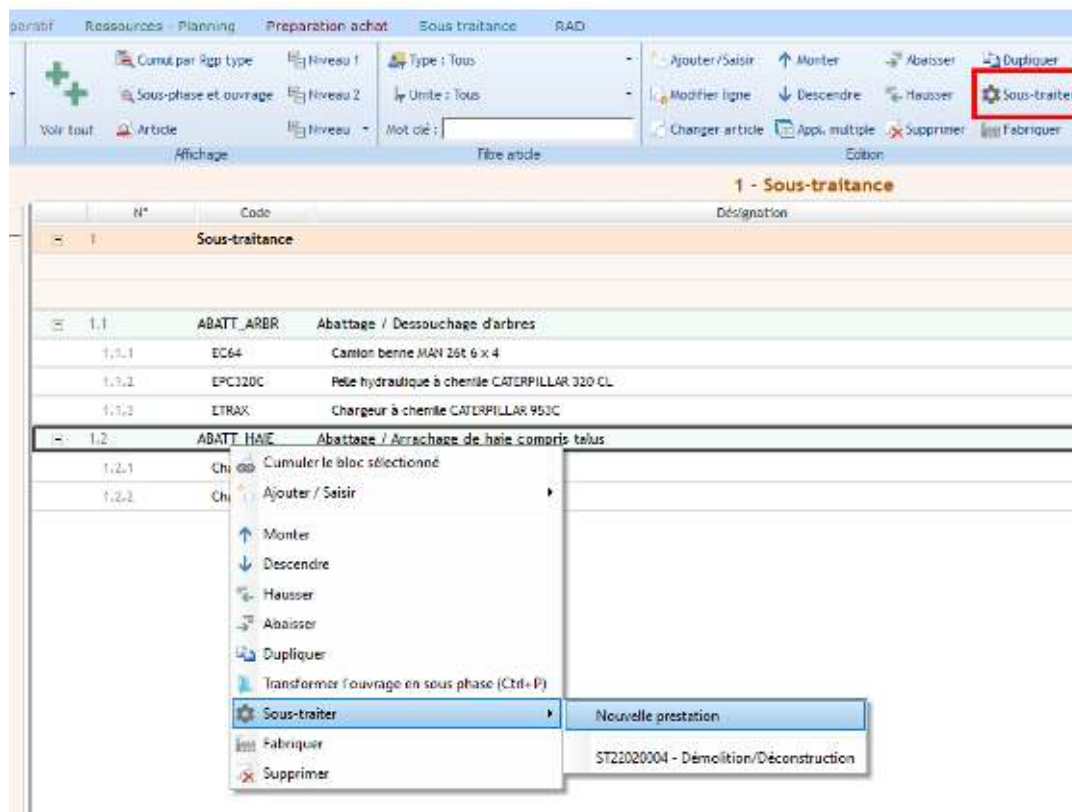 Ressources - Planning Preparation achat Sous traitance RAD
Cumul par Rgp type Niveau 1 Type : Tous Ajouter/Saisir Monter Abaisser Dupliquer
Sous-phase et ouvrage Niveau 2 Unite : Tous Modifier ligne Descendre Hausser Sous-traiter
Voir tout Article Niveau Mot clé : Changer article Appl. multiple Supprimer Fabriquer
Affichage Filtre article Edition
1 - Sous-traitance
N° Code Désignation
1 Sous-traitance
1.1 ABATT_ARBR Abattage / Dessouchage d'arbres
1.1.1 EC64 Camion benne MAN 26t 6 x 4
1.1.2 EPC320C Pelle hydraulique à chenille CATERPILLAR 320 CL
1.1.3 ETRAX Chargeur à chenille CATERPILLAR 953C
1.2 ABATT_HAIE Abattage / Arrachage de haie compris talus
1.2.1 Ch
1.2.2 Ch
Cumuler le bloc sélectionné
Ajouter / Saisir
Monter
Descendre
Hausser
Abaisser
Dupliquer
Transformer l'ouvrage en sous phase (Ctrl+P)
Sous-traiter Nouvelle prestation
Fabriquer ST22020004 - Démolition/Déconstruction
Supprimer